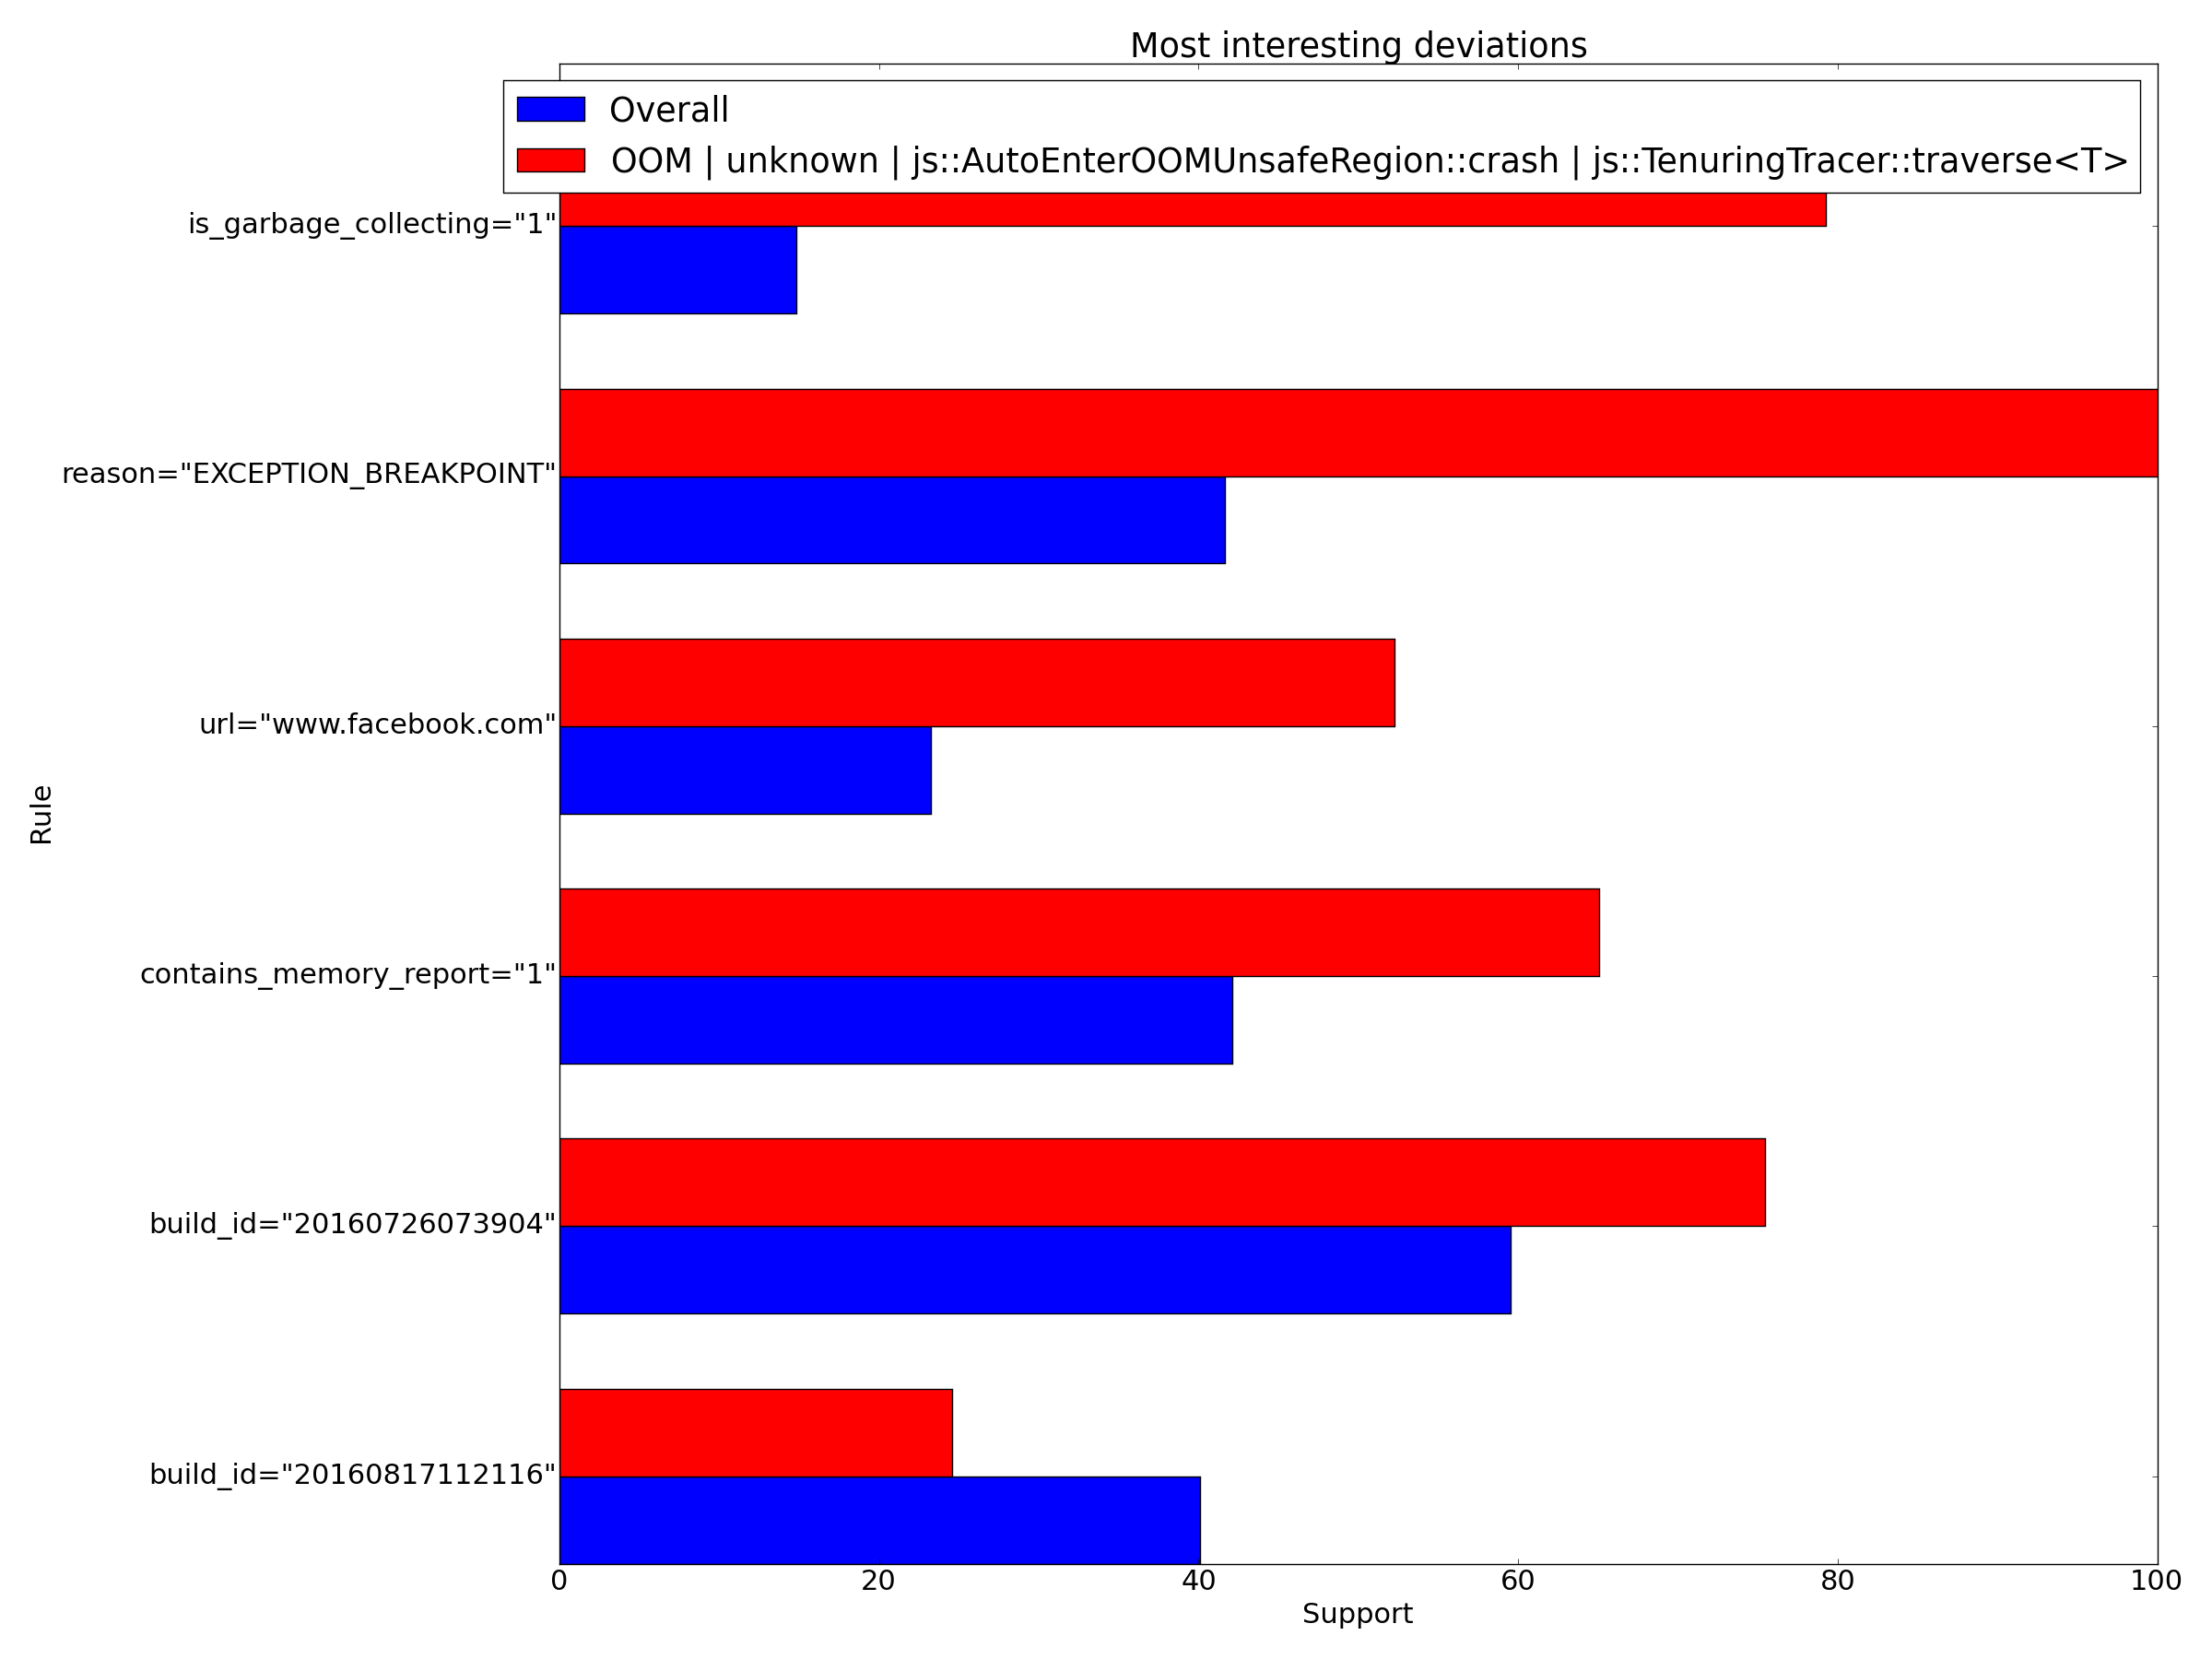 Most interesting deviations
Overall
OOM | unknown | js::AutoEnterOOMUnsafeRegion::crash | js::TenuringTracer::traverse<T>
is_garbage_collecting="1"
reason="EXCEPTION_BREAKPOINT"
url="www.facebook.com"
Rule
contains_memory_report="1"
build_id="20160726073904"
build_id="20160817112116"
0 20 40 60 80 100
Support